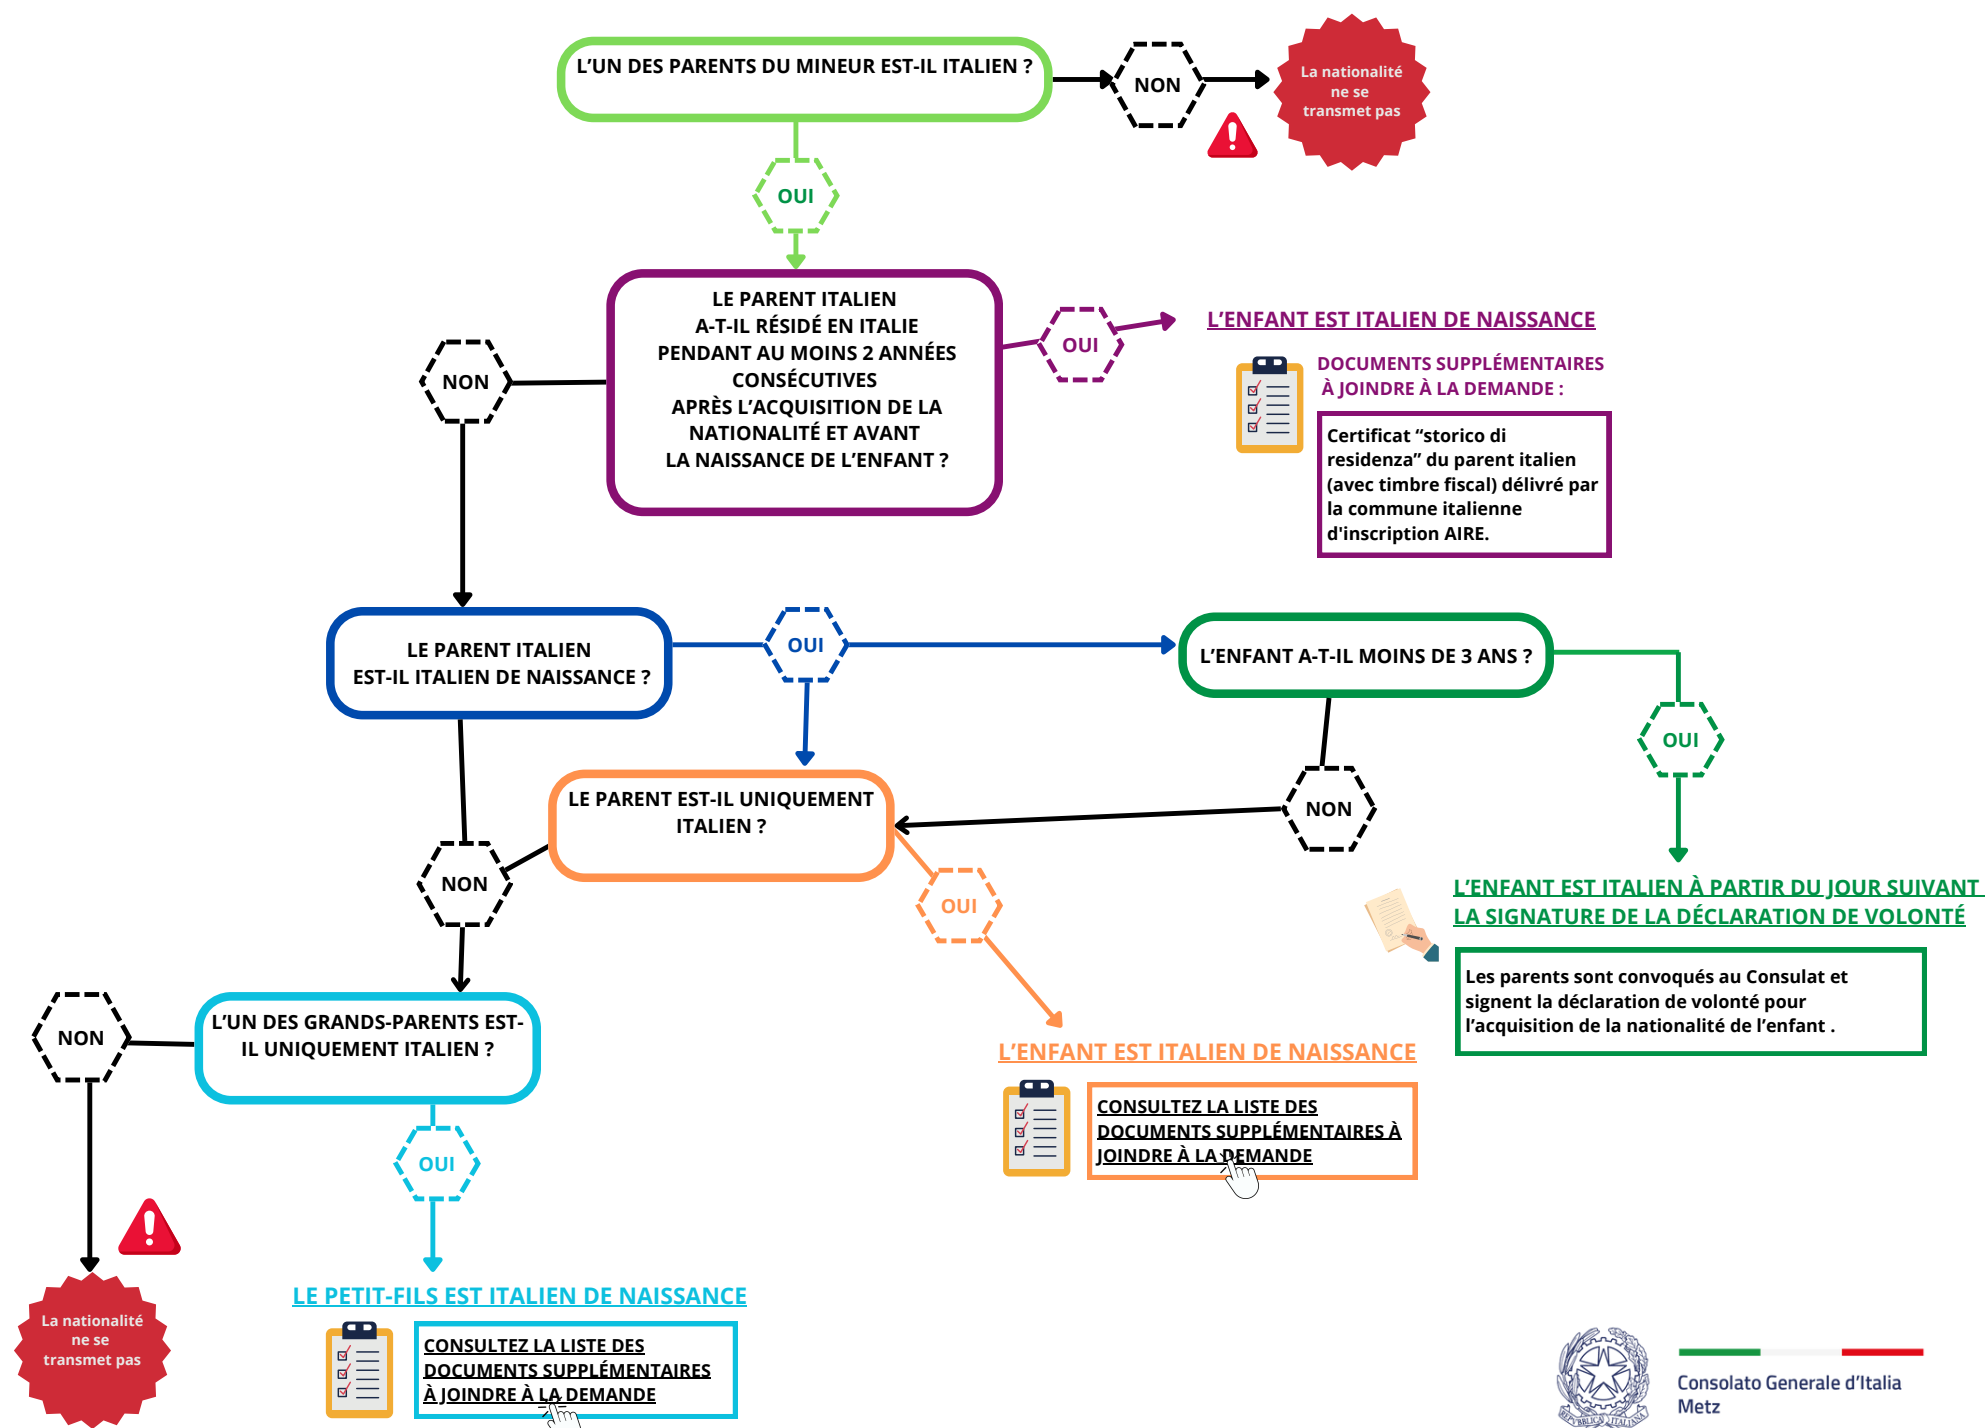 L'UN DES PARENTS DU MINEUR EST-IL ITALIEN ?
NON
La nationalité
ne se
transmet pas
OUI
LE PARENT ITALIEN
A-T-IL RÉSIDÉ EN ITALIE
PENDANT AU MOINS 2 ANNÉES
CONSÉCUTIVES
APRÈS L'ACQUISITION DE LA
NATIONALITÉ ET AVANT
LA NAISSANCE DE L'ENFANT ?
OUI
L'ENFANT EST ITALIEN DE NAISSANCE
DOCUMENTS SUPPLÉMENTAIRES
À JOINDRE À LA DEMANDE :
Certificat “storico di
residenza” du parent italien
(avec timbre fiscal) délivré par
la commune italienne
d'inscription AIRE.
NON
LE PARENT ITALIEN
EST-IL ITALIEN DE NAISSANCE ?
OUI
L'ENFANT A-T-IL MOINS DE 3 ANS ?
OUI
NON
LE PARENT EST-IL UNIQUEMENT
ITALIEN ?
NON
OUI
L'ENFANT EST ITALIEN À PARTIR DU JOUR SUIVANT
LA SIGNATURE DE LA DÉCLARATION DE VOLONTÉ
Les parents sont convoqués au Consulat et
signent la déclaration de volonté pour
l'acquisition de la nationalité de l'enfant .
L'ENFANT EST ITALIEN DE NAISSANCE
CONSULTEZ LA LISTE DES
DOCUMENTS SUPPLÉMENTAIRES À
JOINDRE À LA DEMANDE
L'UN DES GRANDS-PARENTS EST-
IL UNIQUEMENT ITALIEN ?
NON
OUI
La nationalité
ne se
transmet pas
LE PETIT-FILS EST ITALIEN DE NAISSANCE
CONSULTEZ LA LISTE DES
DOCUMENTS SUPPLÉMENTAIRES
À JOINDRE À LA DEMANDE
REPVBBLICA ITALIANA
Consolato Generale d'Italia
Metz